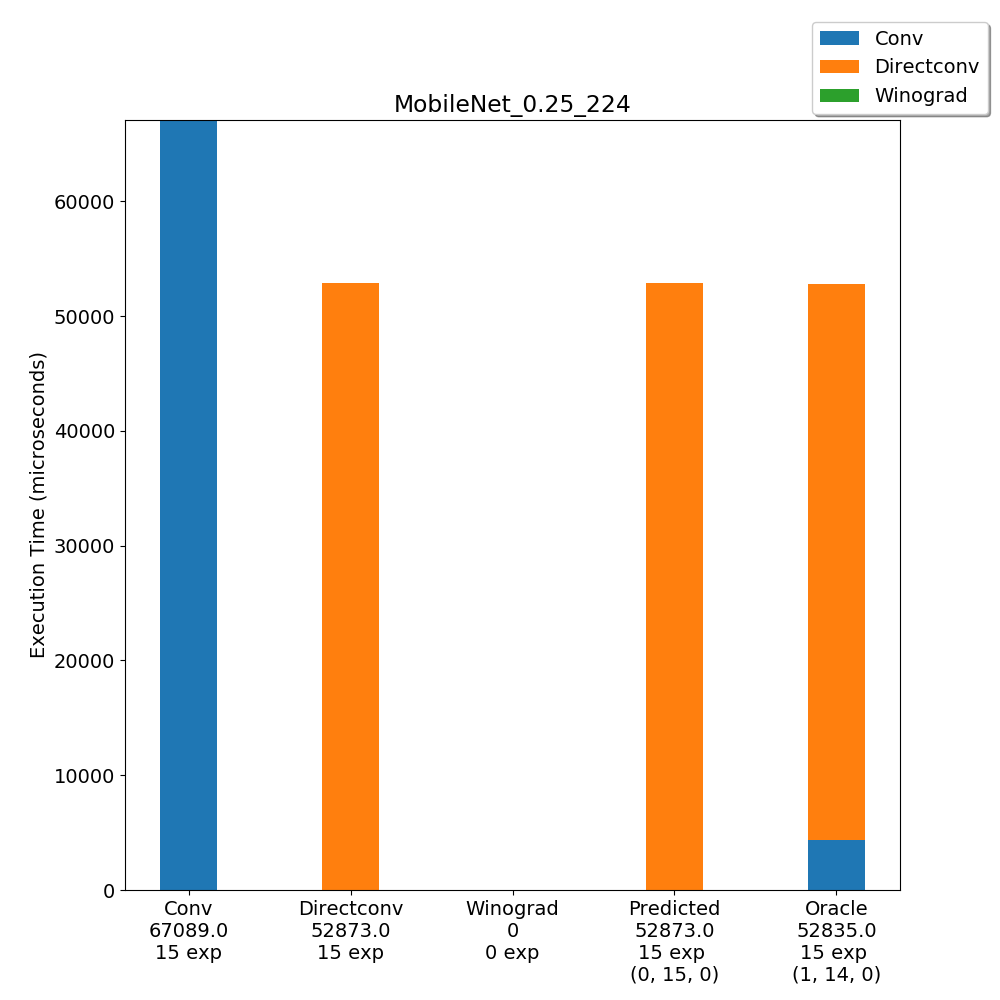 Conv
Directconv
Winograd
MobileNet_0.25_224
Execution Time (microseconds)
60000
50000
40000
30000
20000
10000
0
Conv
67089.0
15 exp
Directconv
52873.0
15 exp
Winograd
0
0 exp
Predicted
52873.0
15 exp
(0, 15, 0)
Oracle
52835.0
15 exp
(1, 14, 0)